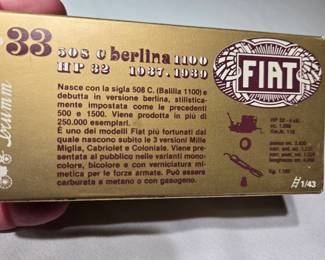 33
508 C berlina 1100
HP 32 1937.1939
FIAT
Brumm
Nasce con la sigla 508 C. (Balilla 1100) e
debutta in versione berlina, stilistica-
mente impostata come le precedenti
500 e 1500. Viene prodotta in più di
250.000 esemplari.
È uno dei modelli Fiat più fortunati dal
quale nascono subito le 3 versioni Mille
Miglia, Cabriolet e Coloniale. Viene pre-
sentata al pubblico nelle varianti mono-
colore, bicolore e con verniciatura mi-
metica per le forze armate. Può essere
carburata a metano o con gasogeno.
HP 32
1/43